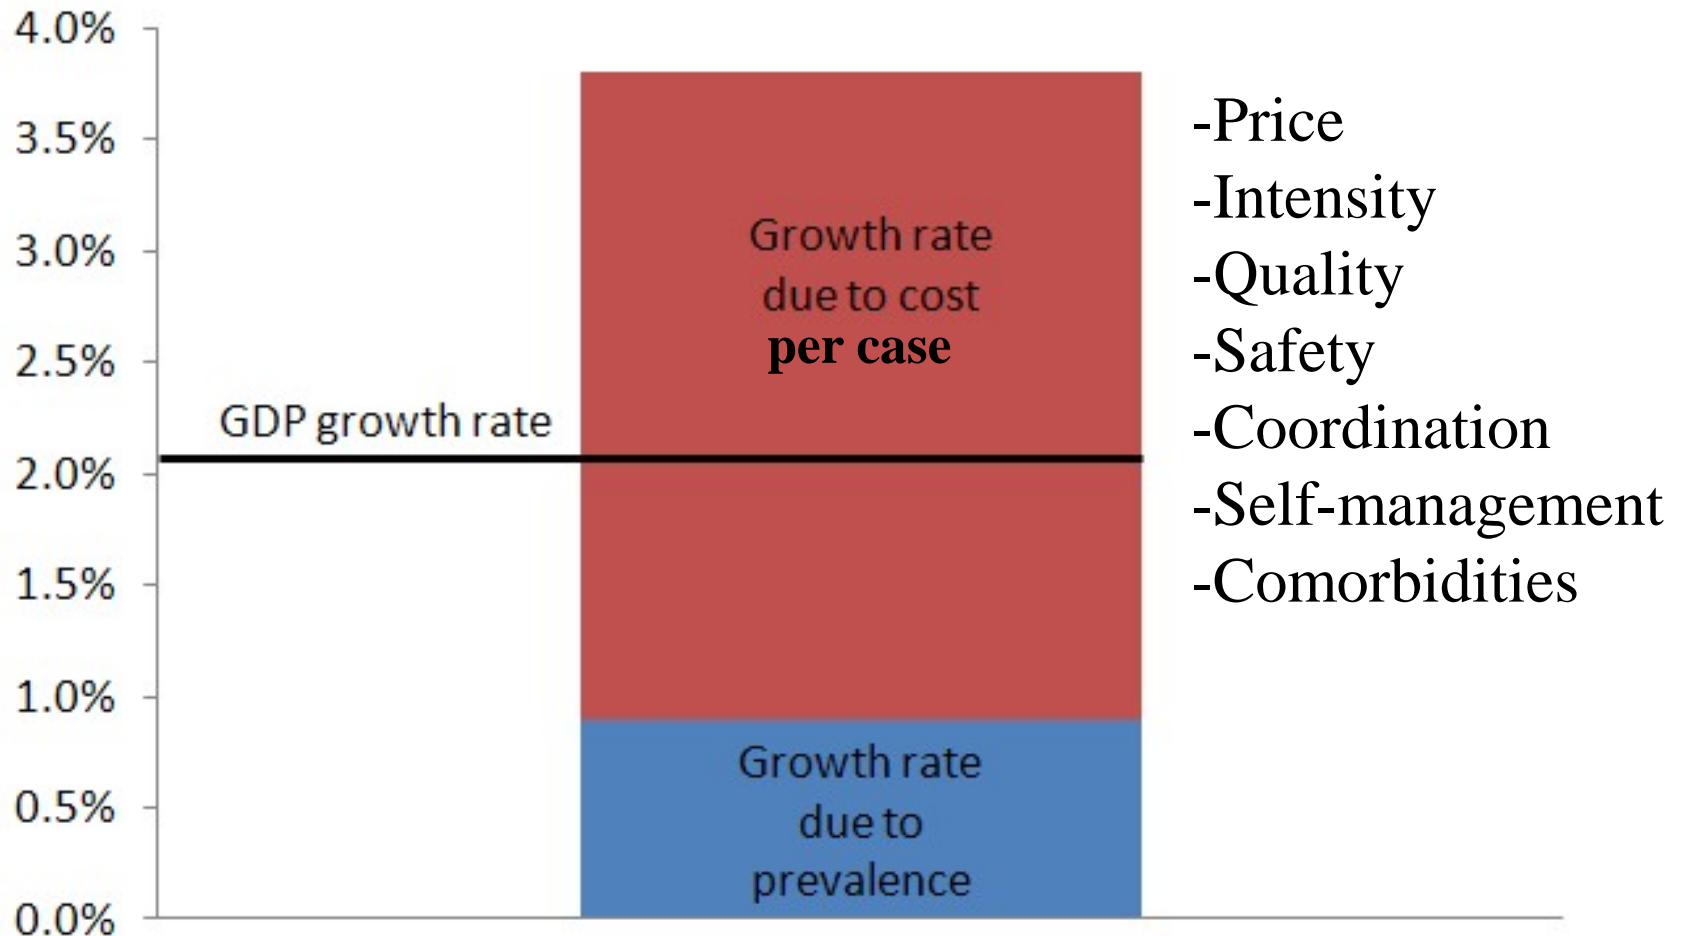 4.0%
3.5%
3.0%
2.5%
2.0%
1.5%
1.0%
0.5%
0.0%
GDP growth rate
Growth rate
due to cost
per case
Growth rate
due to
prevalence
-Price
-Intensity
-Quality
-Safety
-Coordination
-Self-management
-Comorbidities